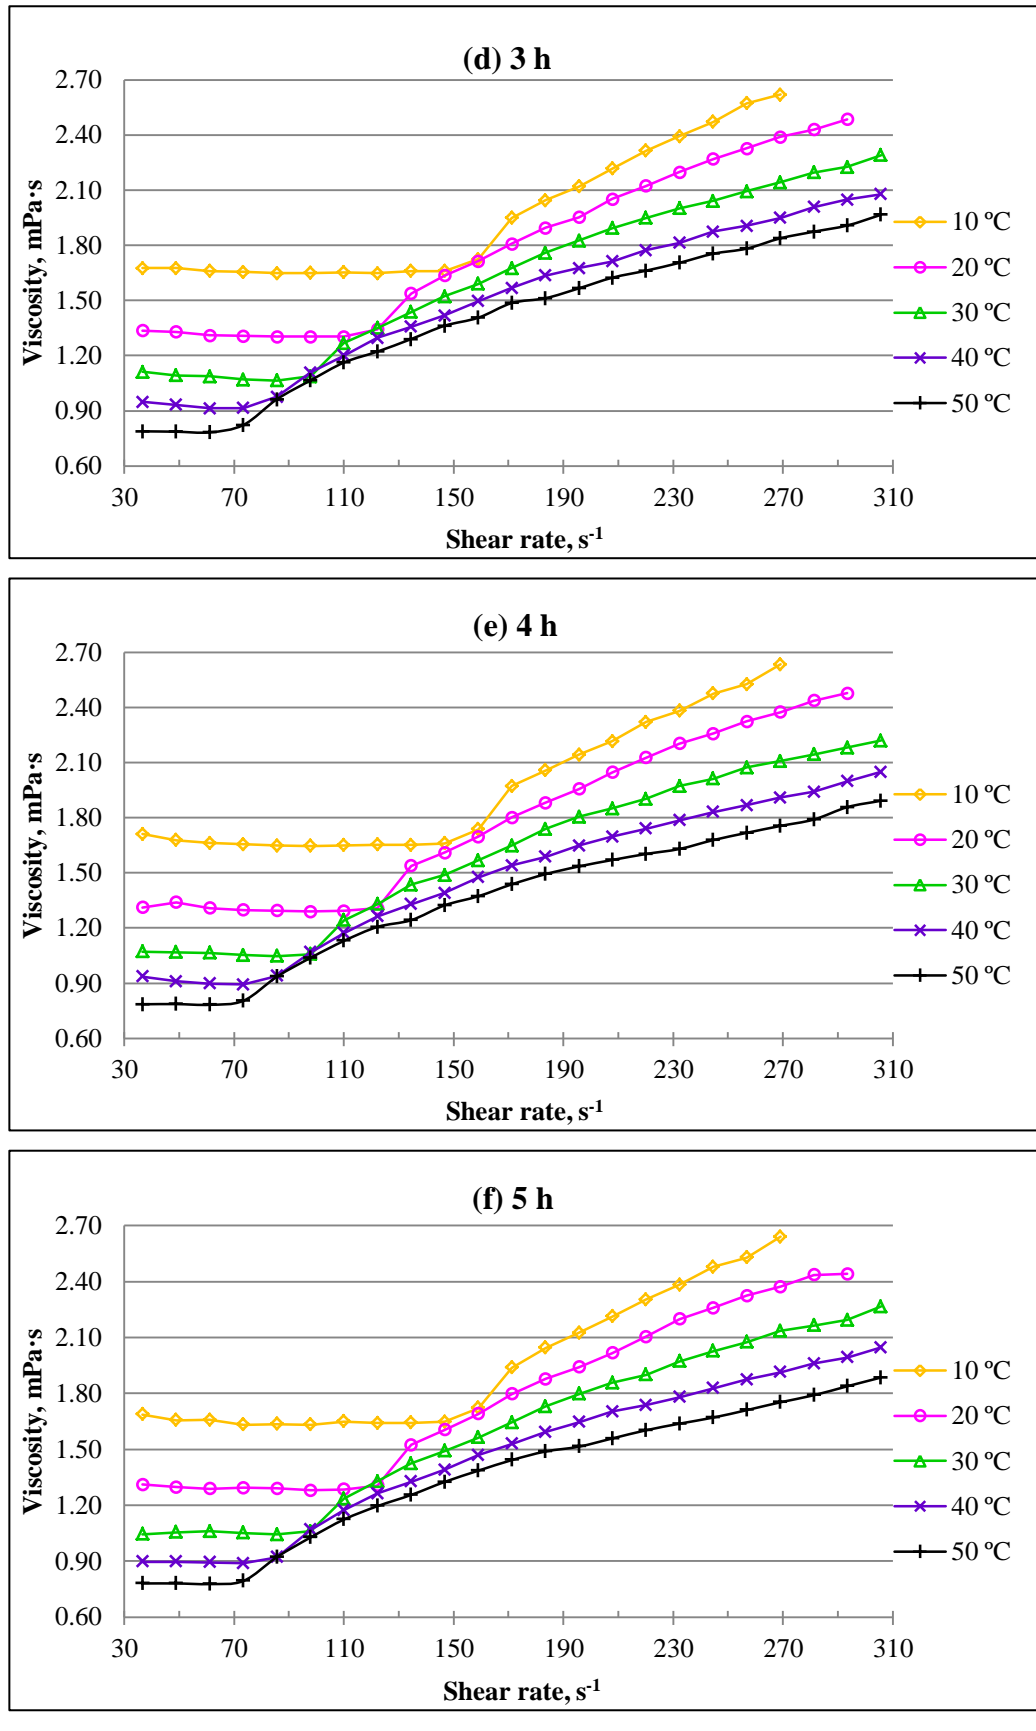 (d) 3 h
2.70
2.40
2.10
1.80
1.50
1.20
0.90
0.60
Viscosity, mPa·s
30 70 110 150 190 230 270 310
Shear rate, s-1
10 ºC
20 ºC
30 ºC
40 ºC
50 ºC
(e) 4 h
2.70
2.40
2.10
1.80
1.50
1.20
0.90
0.60
Viscosity, mPa·s
30 70 110 150 190 230 270 310
Shear rate, s-1
10 ºC
20 ºC
30 ºC
40 ºC
50 ºC
(f) 5 h
2.70
2.40
2.10
1.80
1.50
1.20
0.90
0.60
Viscosity, mPa·s
30 70 110 150 190 230 270 310
Shear rate, s-1
10 ºC
20 ºC
30 ºC
40 ºC
50 ºC